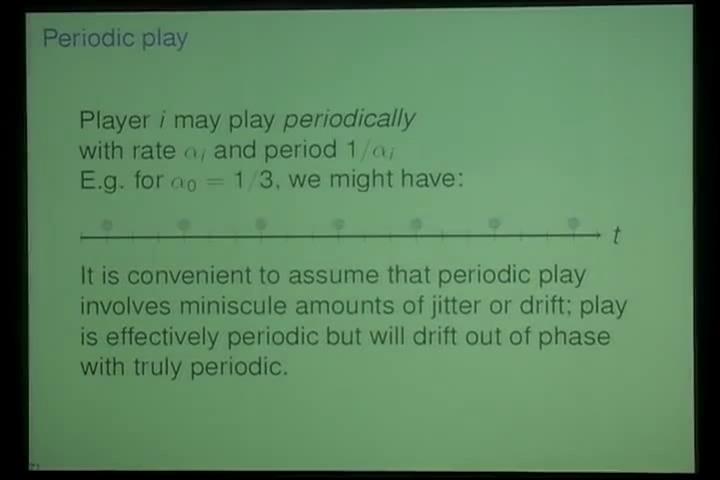 Periodic play
Player i may play periodically
with rate αᵢ and period 1/αᵢ
E.g. for α₀ = 1/3, we might have:
t
It is convenient to assume that periodic play
involves miniscule amounts of jitter or drift; play
is effectively periodic but will drift out of phase
with truly periodic.